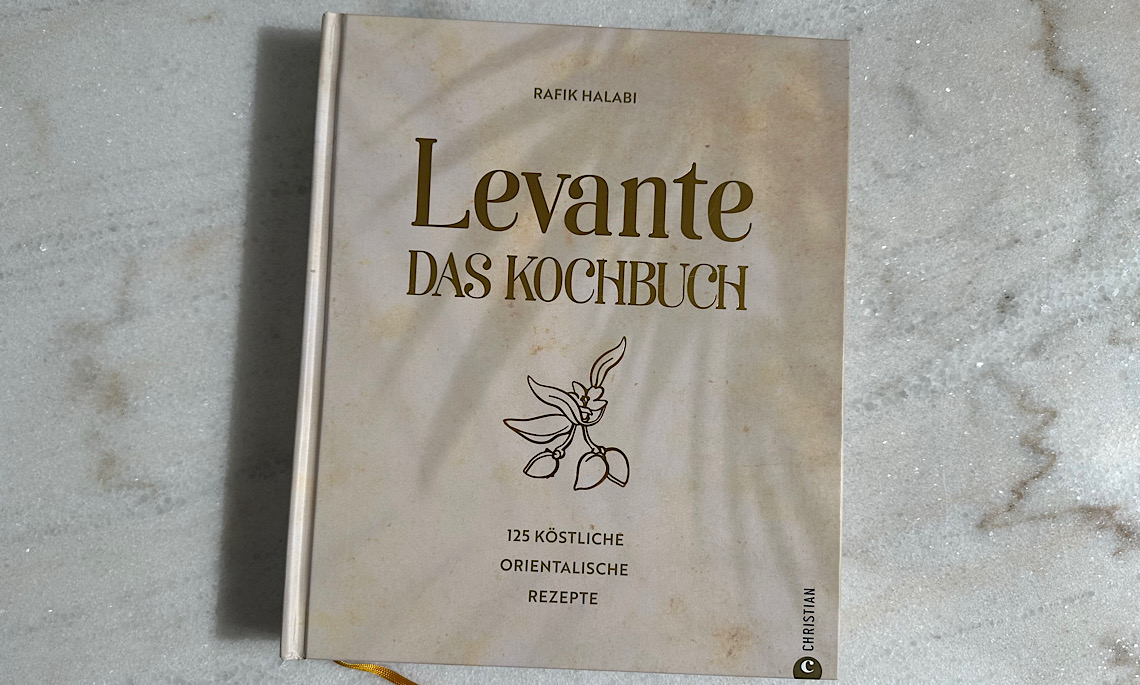 RAFIK HALABI
Levante
DAS KOCHBUCH
125 KÖSTLICHE
ORIENTALISCHE
REZEPTE
CHRISTIAN
C